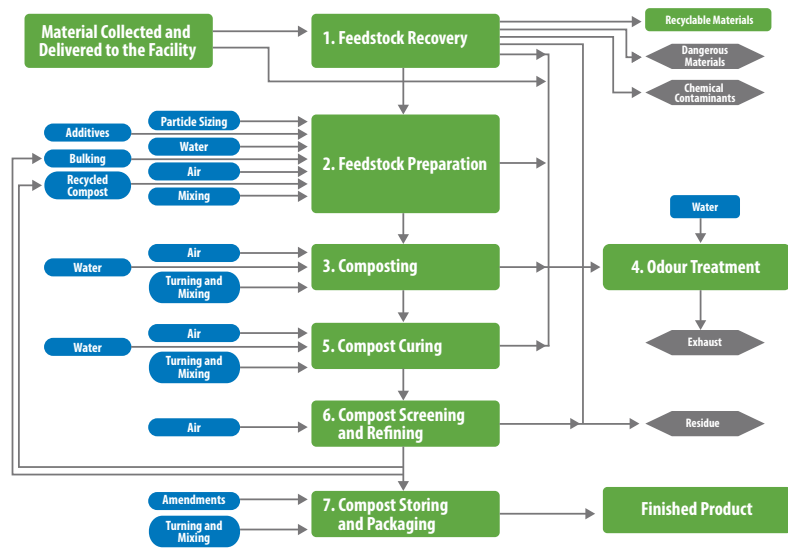 Material Collected and
Delivered to the Facility
1. Feedstock Recovery
Recyclable Materials
Dangerous
Materials
Chemical
Contaminants
Particle Sizing
Additives
Water
Bulking
Air
Recycled
Compost
Mixing
2. Feedstock Preparation
Water
Air
Water
Turning and
Mixing
3. Composting
4. Odour Treatment
Air
Water
Turning and
Mixing
5. Compost Curing
Exhaust
Air
6. Compost Screening
and Refining
Residue
Amendments
Turning and
Mixing
7. Compost Storing
and Packaging
Finished Product